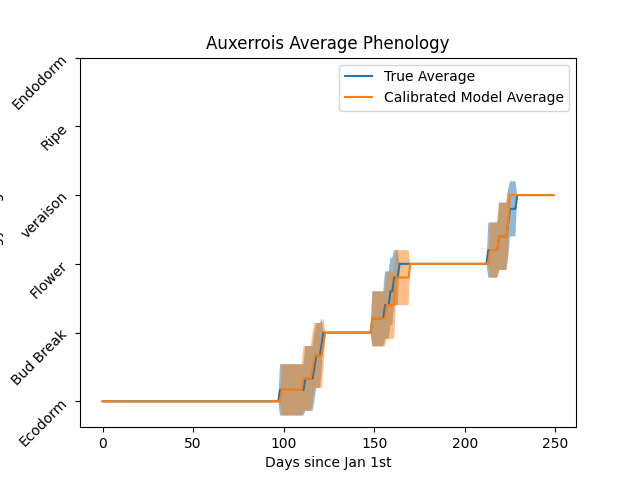 Auxerrois Average Phenology
True Average
Calibrated Model Average
Endodorm
Ripe
veraison
Flower
Bud Break
Ecodorm
0 50 100 150 200 250
Days since Jan 1st